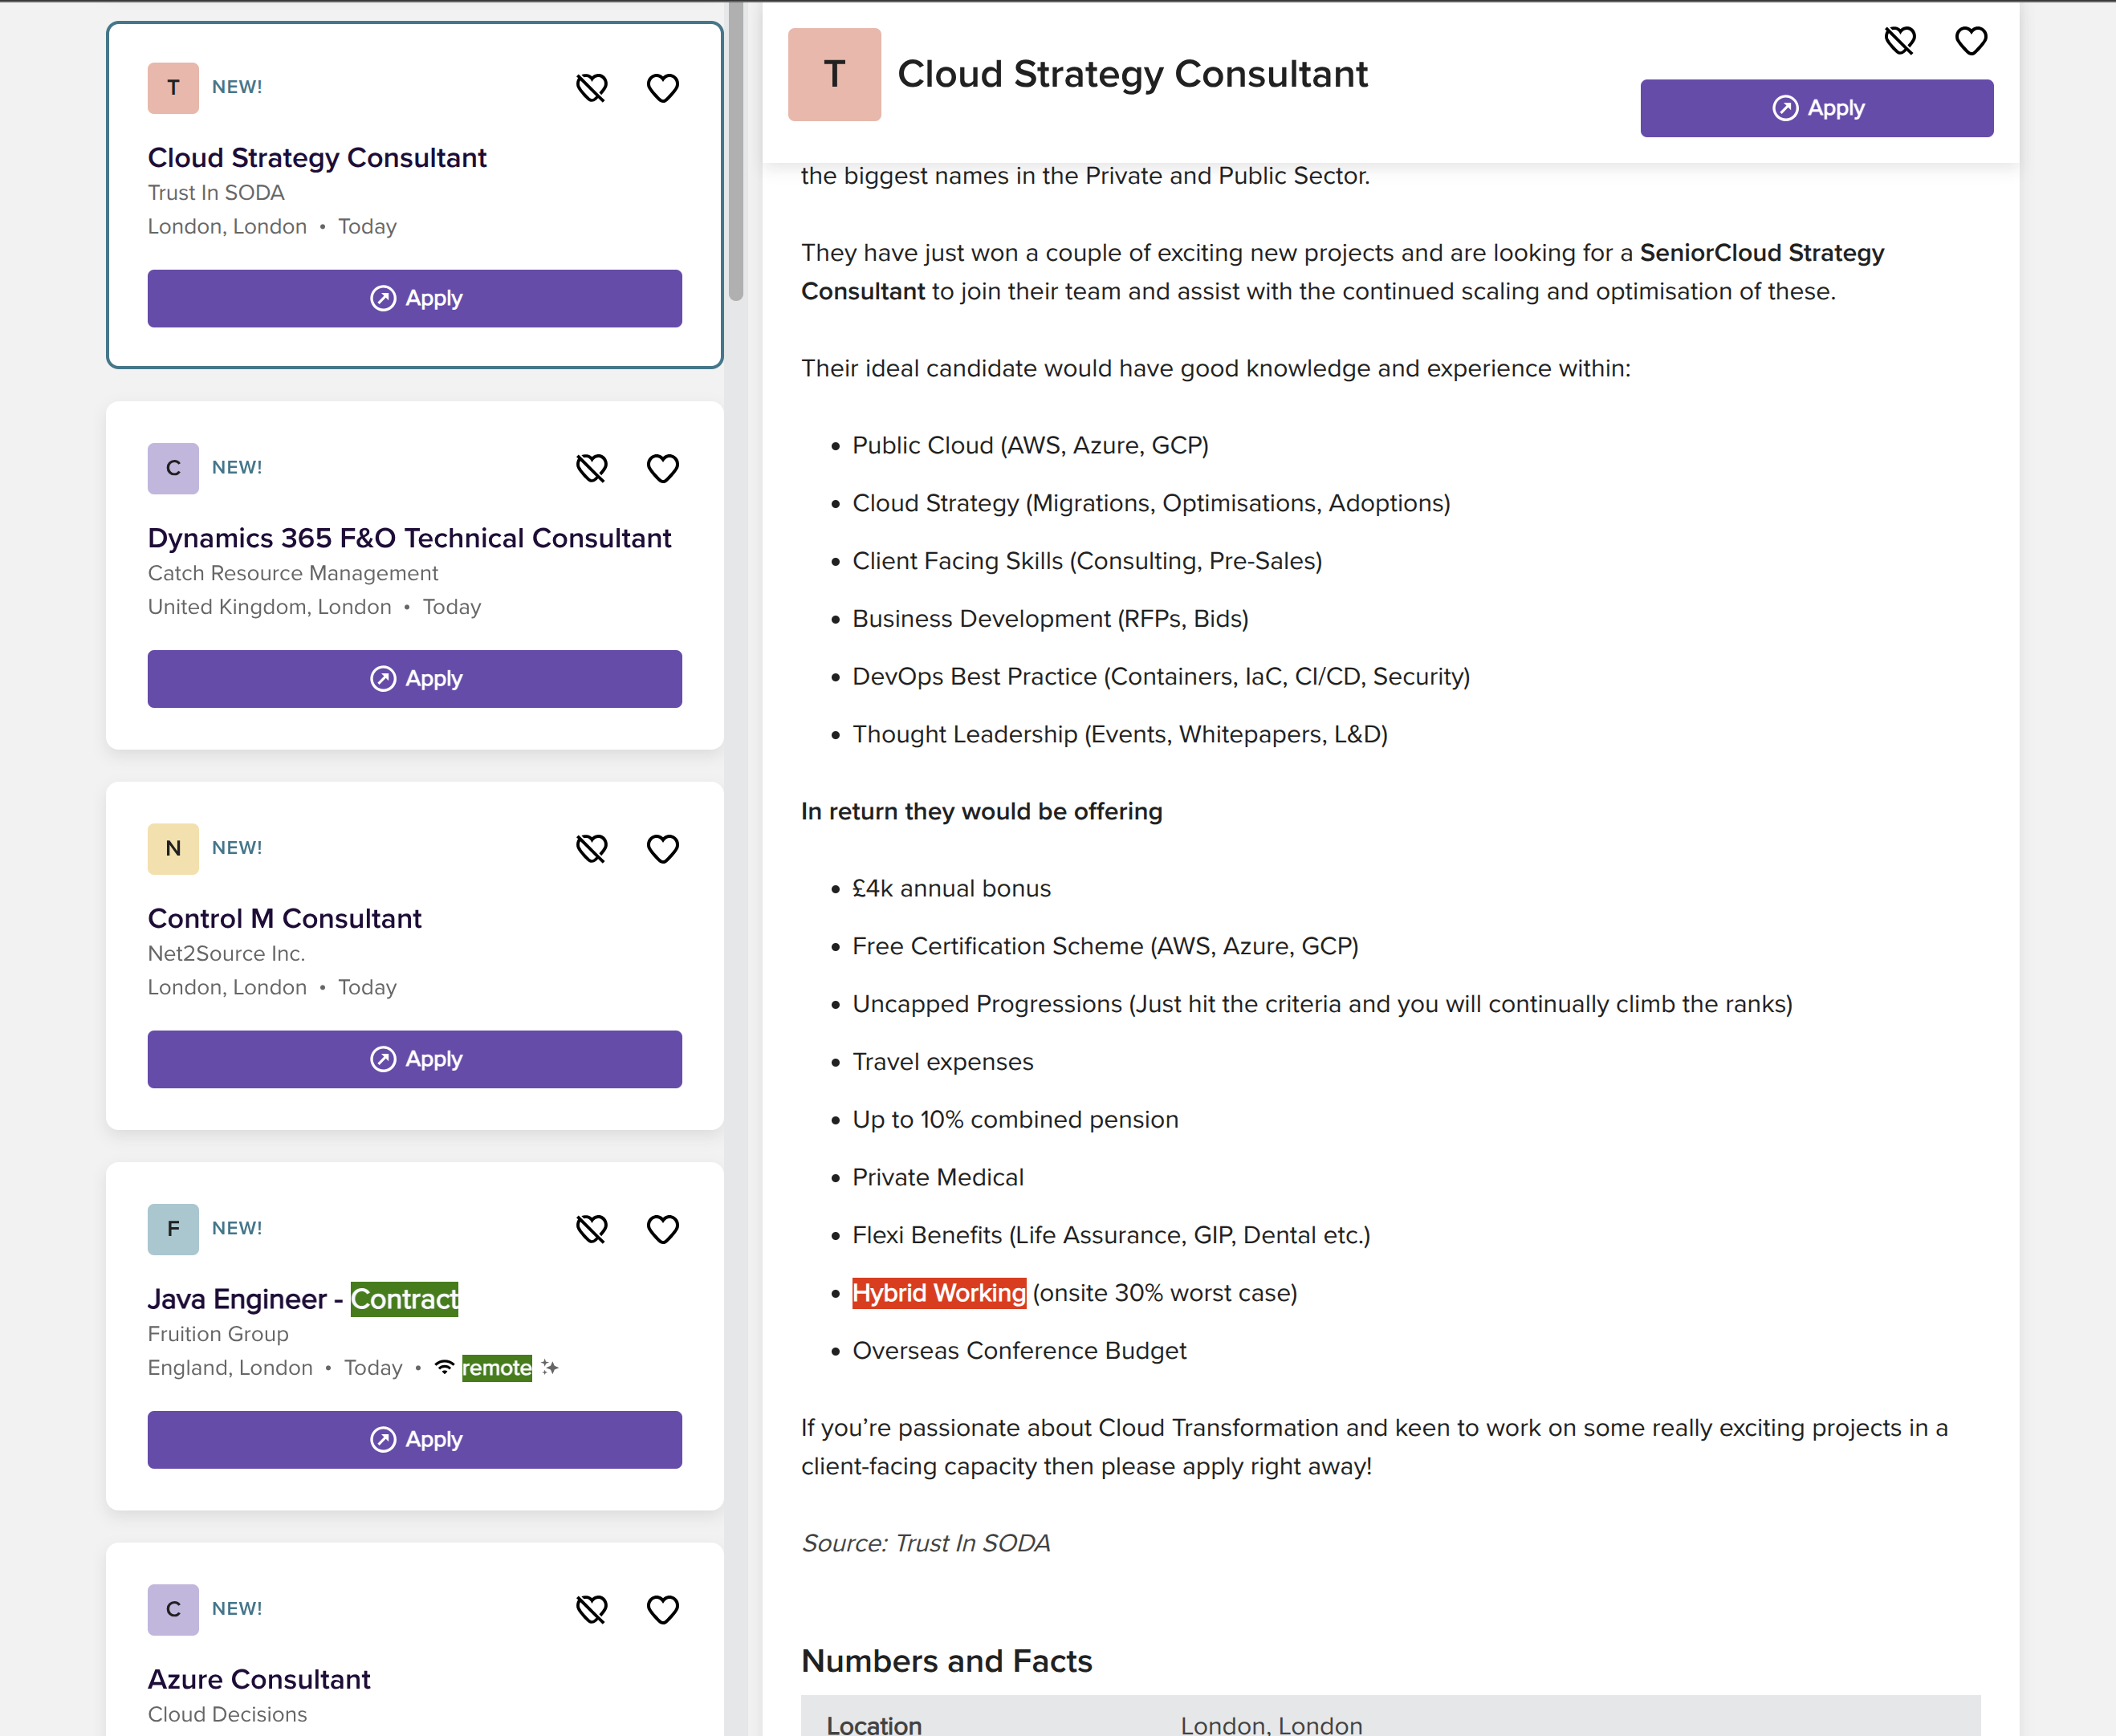 T NEW!
Cloud Strategy Consultant
Trust In SODA
London, London • Today
Apply
C NEW!
Dynamics 365 F&O Technical Consultant
Catch Resource Management
United Kingdom, London • Today
Apply
N NEW!
Control M Consultant
Net2Source Inc.
London, London • Today
Apply
F NEW!
Java Engineer - Contract
Fruition Group
England, London • Today • remote
Apply
C NEW!
Azure Consultant
Cloud Decisions
T Cloud Strategy Consultant
Apply
the biggest names in the Private and Public Sector.
They have just won a couple of exciting new projects and are looking for a SeniorCloud Strategy
Consultant to join their team and assist with the continued scaling and optimisation of these.
Their ideal candidate would have good knowledge and experience within:
• Public Cloud (AWS, Azure, GCP)
• Cloud Strategy (Migrations, Optimisations, Adoptions)
• Client Facing Skills (Consulting, Pre-Sales)
• Business Development (RFPs, Bids)
• DevOps Best Practice (Containers, IaC, CI/CD, Security)
• Thought Leadership (Events, Whitepapers, L&D)
In return they would be offering
• £4k annual bonus
• Free Certification Scheme (AWS, Azure, GCP)
• Uncapped Progressions (Just hit the criteria and you will continually climb the ranks)
• Travel expenses
• Up to 10% combined pension
• Private Medical
• Flexi Benefits (Life Assurance, GIP, Dental etc.)
• Hybrid Working (onsite 30% worst case)
• Overseas Conference Budget
If you’re passionate about Cloud Transformation and keen to work on some really exciting projects in a
client-facing capacity then please apply right away!
Source: Trust In SODA
Numbers and Facts
Location London, London